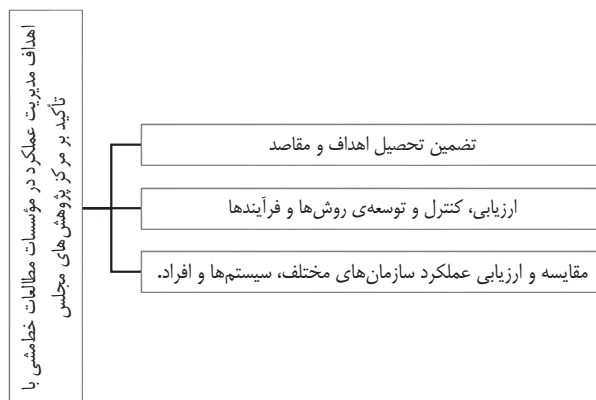 اهداف مدیریت عملکرد در مؤسسات مطالعات خطمشی با
تأکید بر مرکز پژوهش‌های مجلس
تضمین تحصیل اهداف و مقاصد
ارزیابی، کنترل و توسعه‌ی روش‌ها و فرآیندها
مقایسه و ارزیابی عملکرد سازمان‌های مختلف، سیستم‌ها و افراد.